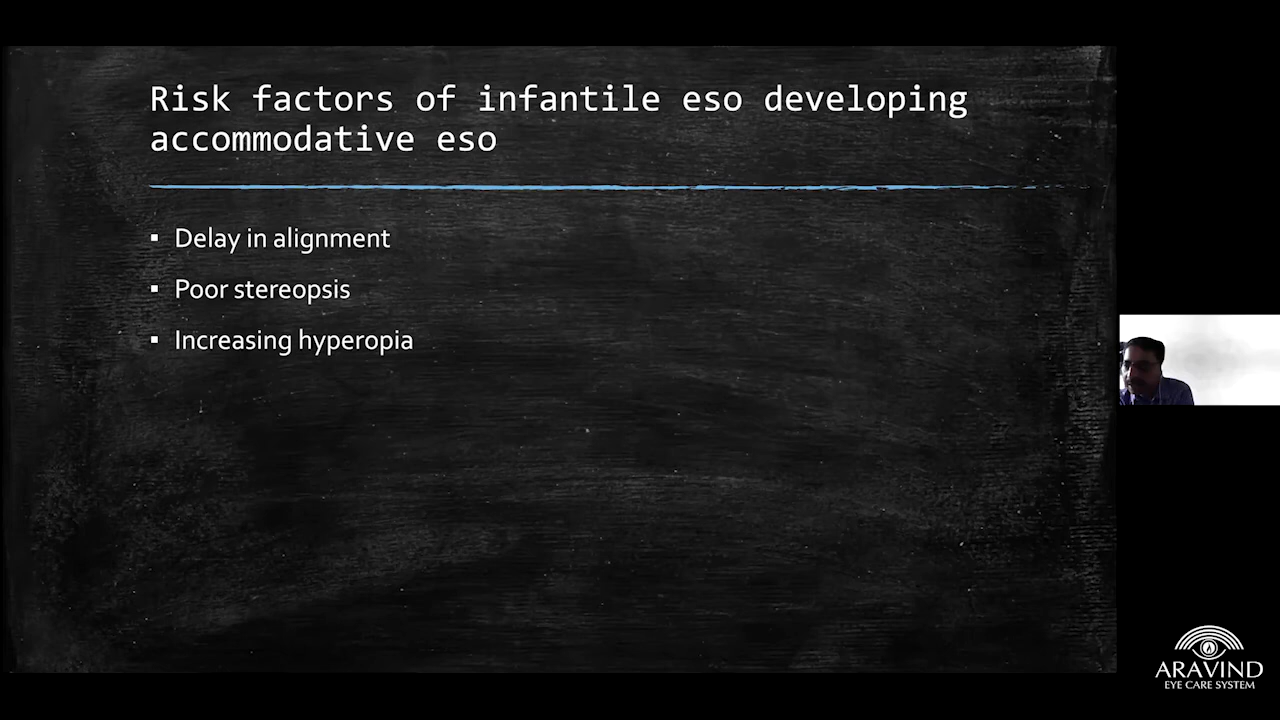 Risk factors of infantile eso developing
accommodative eso
▪ Delay in alignment
▪ Poor stereopsis
▪ Increasing hyperopia
ARAVIND
EYE CARE SYSTEM